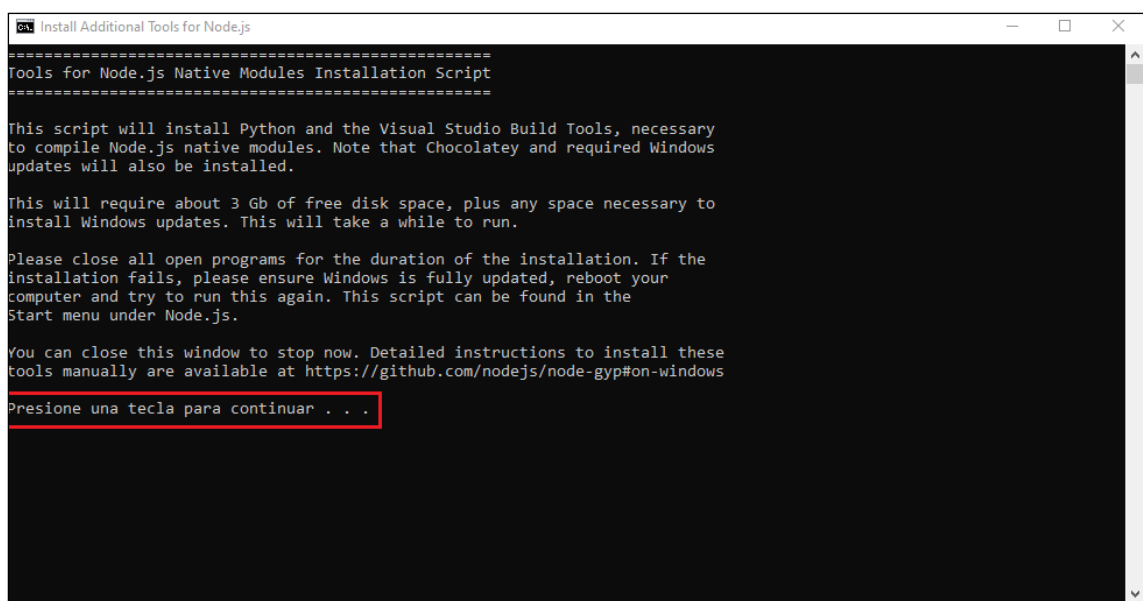 Install Additional Tools for Node.js
====================================================
Tools for Node.js Native Modules Installation Script
====================================================
This script will install Python and the Visual Studio Build Tools, necessary
to compile Node.js native modules. Note that Chocolatey and required Windows
updates will also be installed.
This will require about 3 Gb of free disk space, plus any space necessary to
install Windows updates. This will take a while to run.
Please close all open programs for the duration of the installation. If the
installation fails, please ensure Windows is fully updated, reboot your
computer and try to run this again. This script can be found in the
Start menu under Node.js.
You can close this window to stop now. Detailed instructions to install these
tools manually are available at https://github.com/nodejs/node-gyp#on-windows
Presione una tecla para continuar . . .